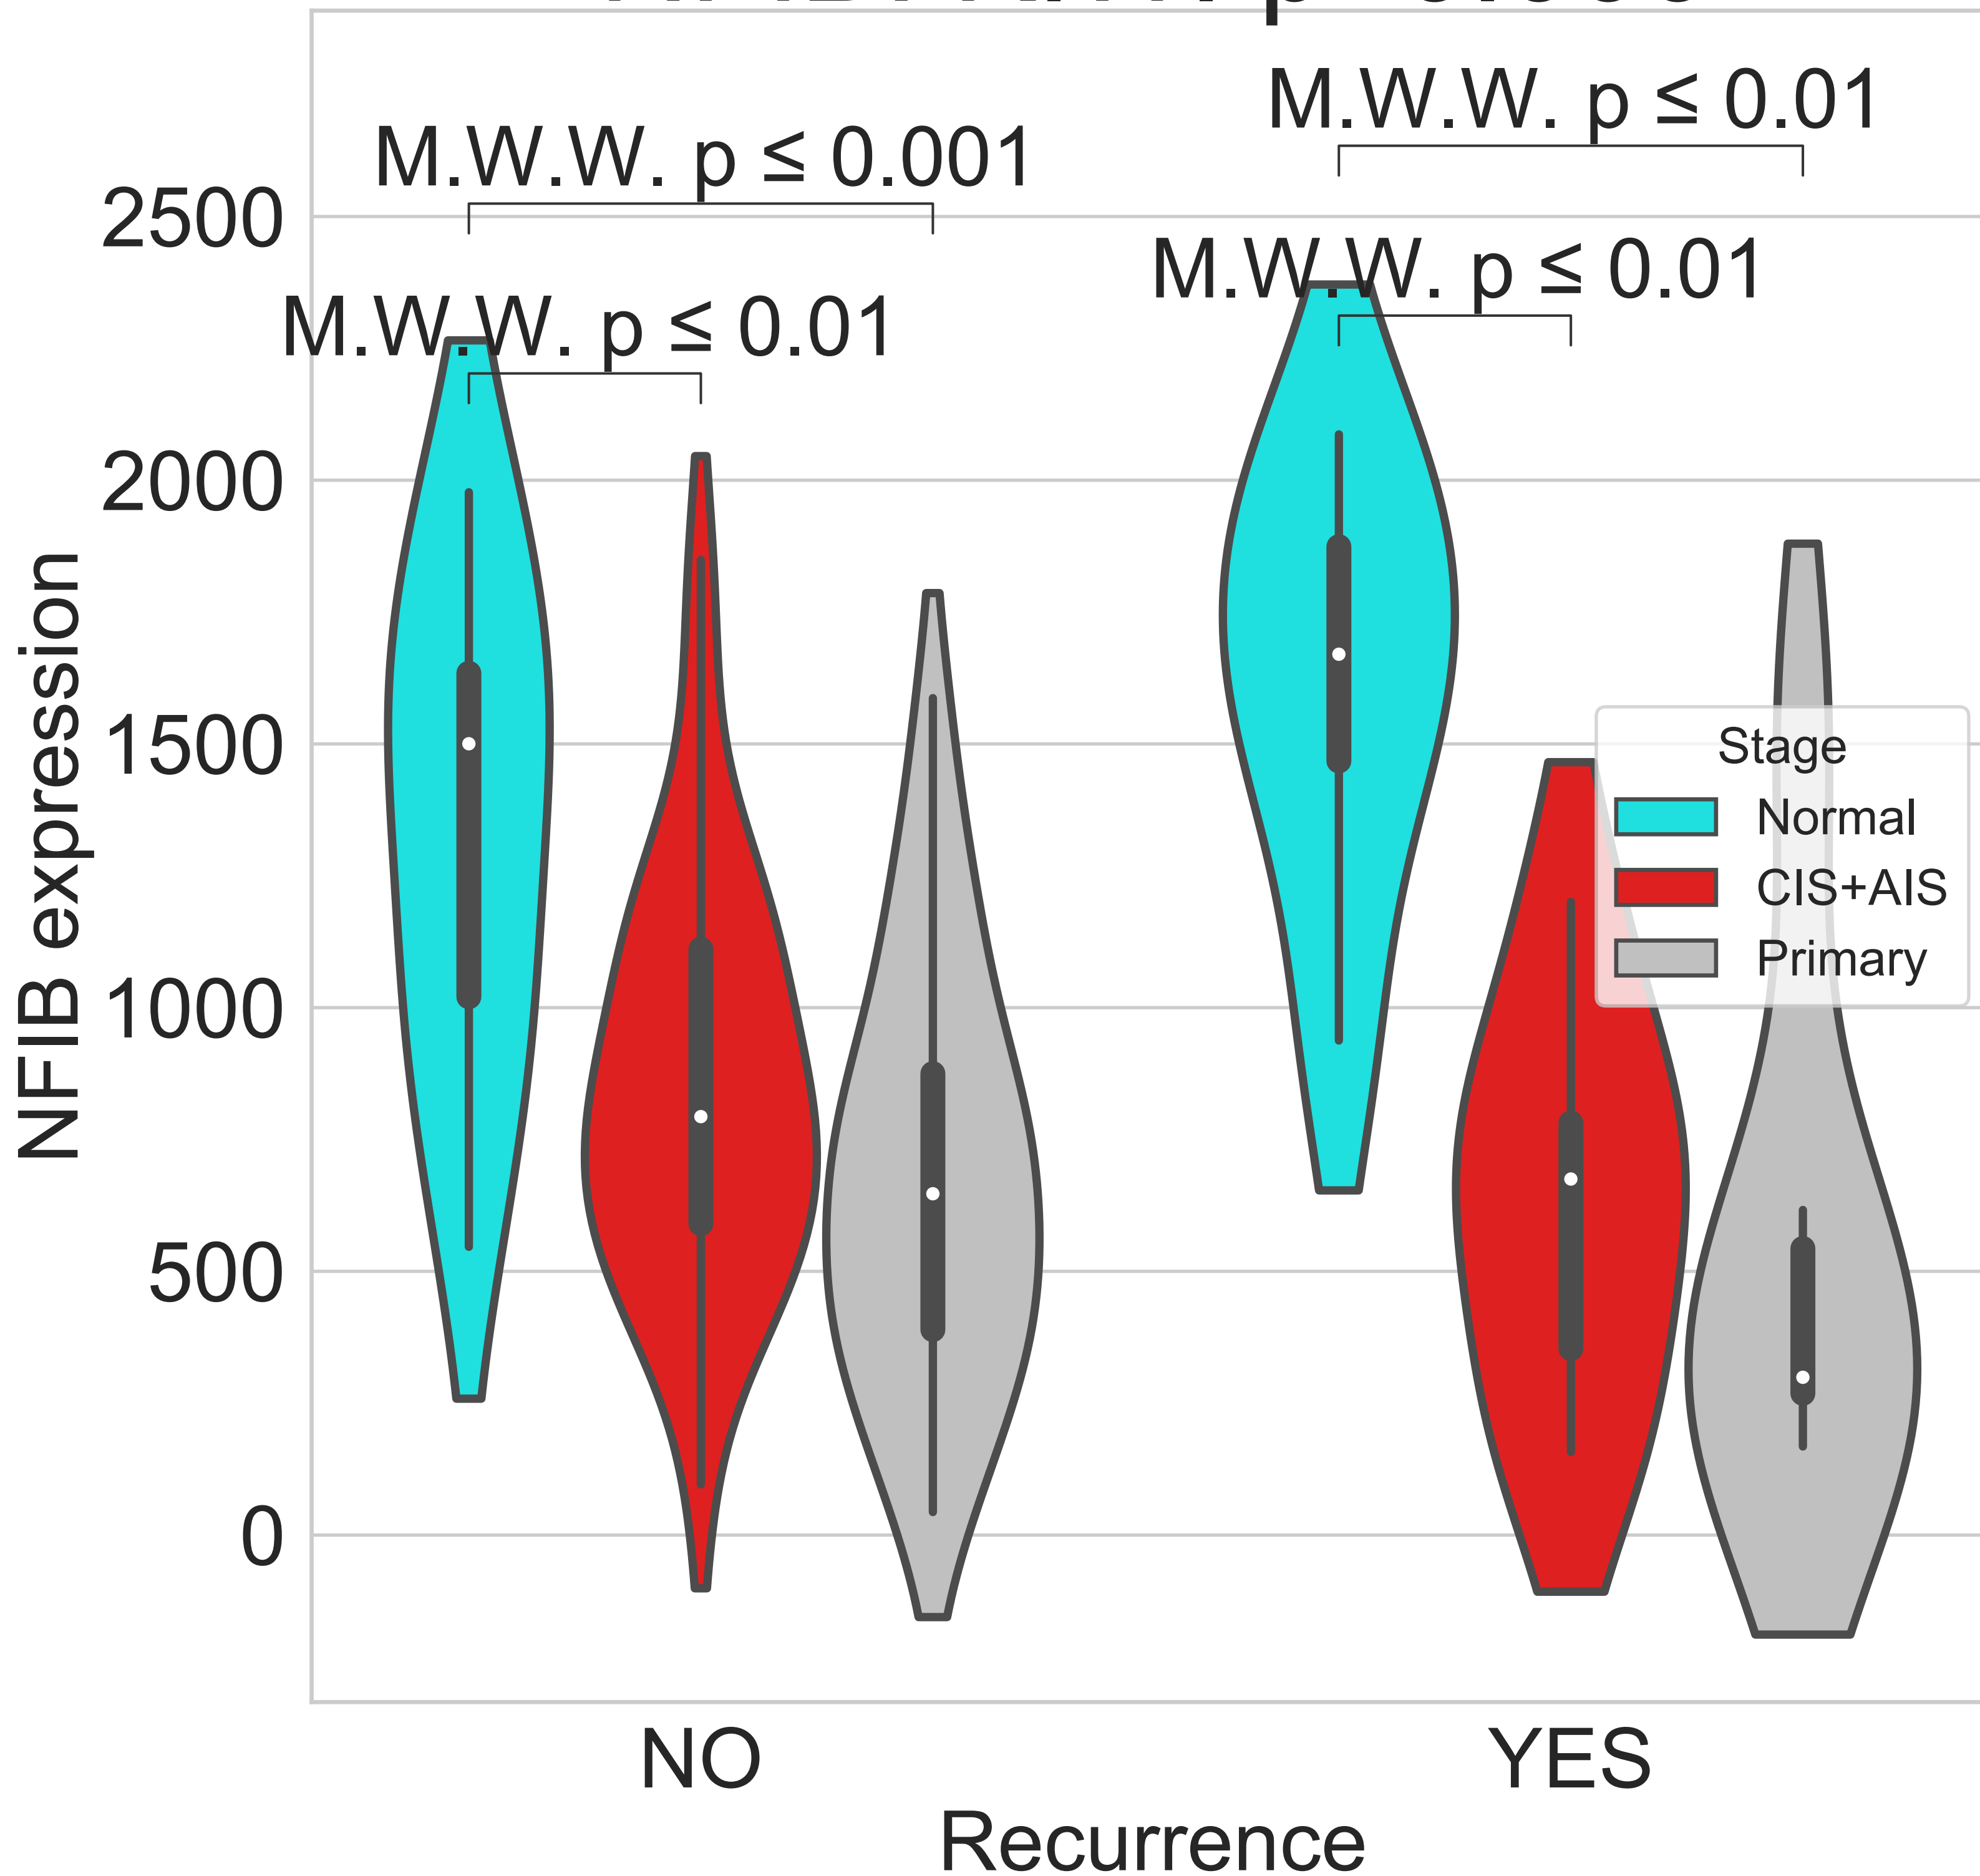 M.W.W. p ≤ 0.01
M.W.W. p ≤ 0.001
M.W.W. p ≤ 0.01
M.W.W. p ≤ 0.01
2500
2000
1500
1000
500
0
NFIB expression
Stage
Normal
CIS+AIS
Primary
NO
YES
Recurrence